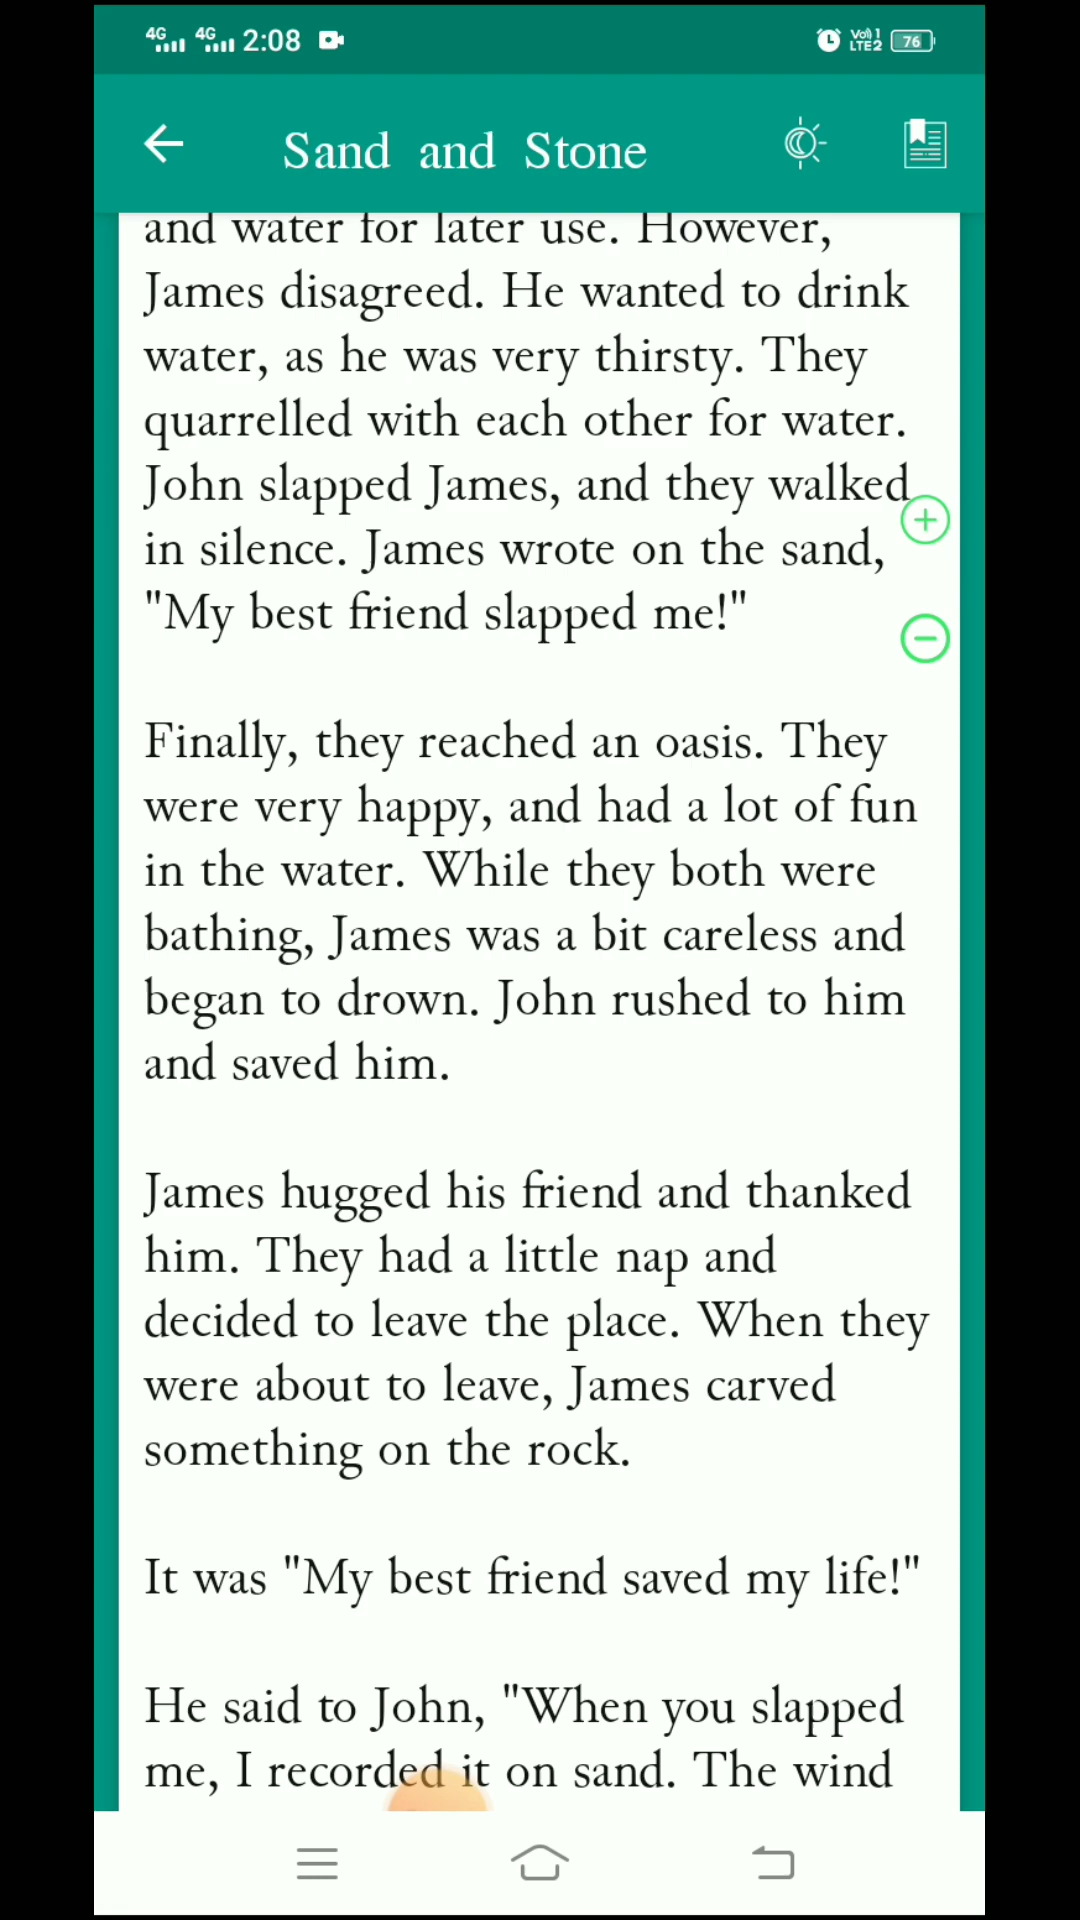 4G 4G 2:08 Vo)) 1 LTE2 76
Sand and Stone
and water for later use. However,
James disagreed. He wanted to drink
water, as he was very thirsty. They
quarrelled with each other for water.
John slapped James, and they walked
in silence. James wrote on the sand,
"My best friend slapped me!"
Finally, they reached an oasis. They
were very happy, and had a lot of fun
in the water. While they both were
bathing, James was a bit careless and
began to drown. John rushed to him
and saved him.
James hugged his friend and thanked
him. They had a little nap and
decided to leave the place. When they
were about to leave, James carved
something on the rock.
It was "My best friend saved my life!"
He said to John, "When you slapped
me, I recorded it on sand. The wind